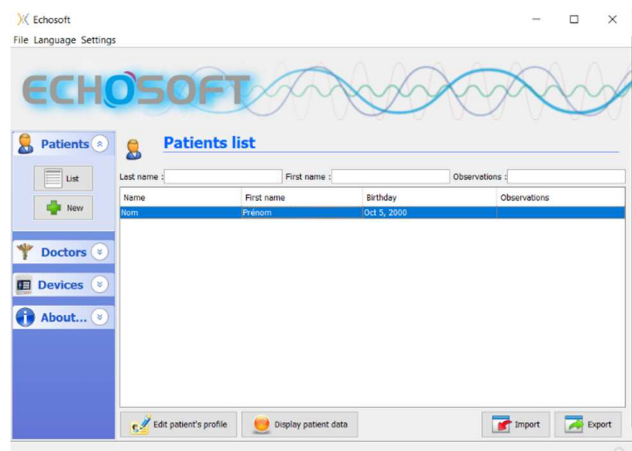 Echosoft
File Language Settings
ECHOSOFT
Patients
Patients list
List
Last name :
First name :
Observations :
New
Name First name Birthday Observations
Nom Prénom Oct 5, 2000
Doctors
Devices
About...
Edit patient's profile
Display patient data
Import
Export